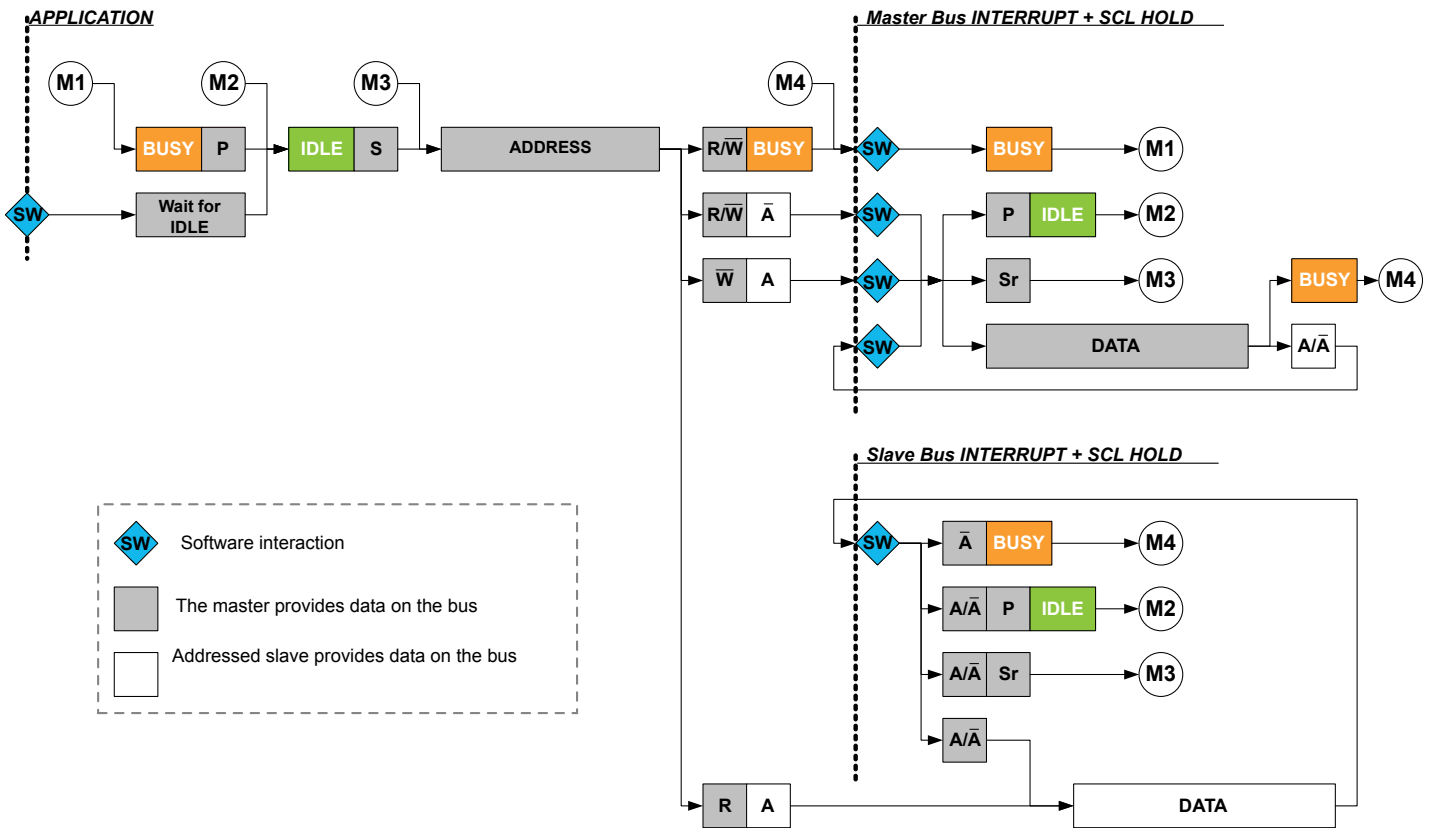 APPLICATION
Master Bus INTERRUPT + SCL HOLD
M1
M2
M3
M4
BUSY P
IDLE S
ADDRESS
R/W̅ BUSY
SW
BUSY
M1
SW
Wait for
IDLE
R/W̅ A̅
SW
P IDLE
M2
W̅ A
SW
Sr
M3
BUSY
M4
SW
DATA
A/A̅
Slave Bus INTERRUPT + SCL HOLD
SW
A̅ BUSY
M4
A/A̅ P IDLE
M2
A/A̅ Sr
M3
A/A̅
R A
DATA
SW Software interaction
The master provides data on the bus
Addressed slave provides data on the bus